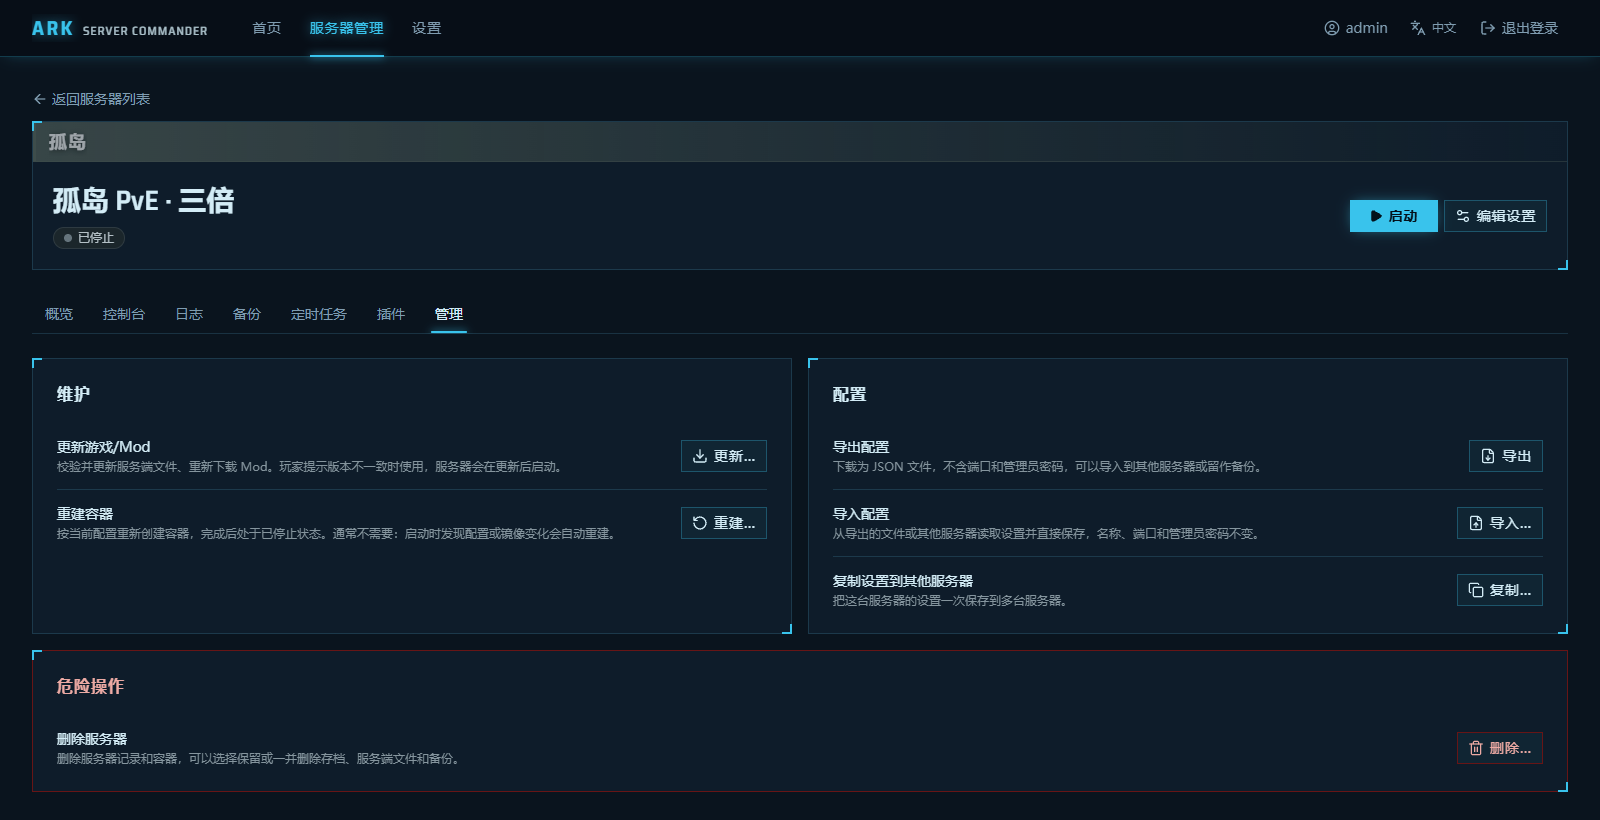 ARK SERVER COMMANDER
首页
服务器管理
设置
admin
中文
退出登录
返回服务器列表
孤岛
孤岛 PvE · 三倍
已停止
启动
编辑设置
概览
控制台
日志
备份
定时任务
插件
管理
维护
更新游戏/Mod
校验并更新服务端文件、重新下载 Mod。玩家提示版本不一致时使用，服务器会在更新后启动。
更新...
重建容器
按当前配置重新创建容器，完成后处于已停止状态。通常不需要：启动时发现配置或镜像变化会自动重建。
重建...
配置
导出配置
下载为 JSON 文件，不含端口和管理员密码，可以导入到其他服务器或留作备份。
导出
导入配置
从导出的文件或其他服务器读取设置并直接保存，名称、端口和管理员密码不变。
导入...
复制设置到其他服务器
把这台服务器的设置一次保存到多台服务器。
复制...
危险操作
删除服务器
删除服务器记录和容器，可以选择保留或一并删除存档、服务端文件和备份。
删除...